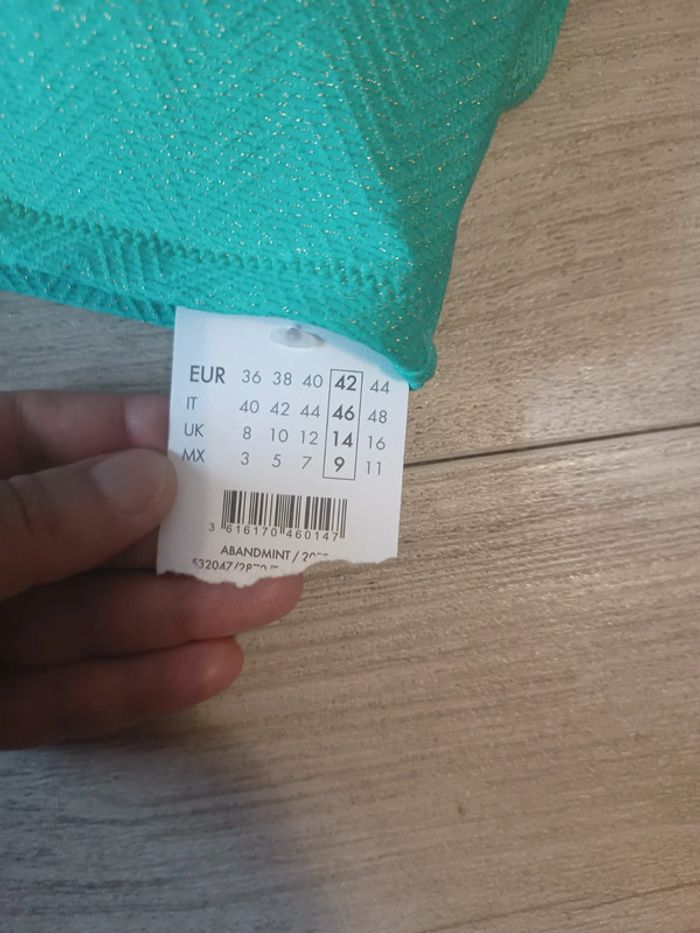 EUR 36 38 40 42 44
IT 40 42 44 46 48
UK 8 10 12 14 16
MX 3 5 7 9 11
3 616170 460147
ABANDMINT /